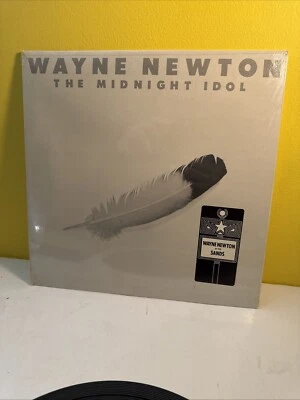 WAYNE NEWTON
THE MIDNIGHT IDOL
WAYNE NEWTON
SANDS